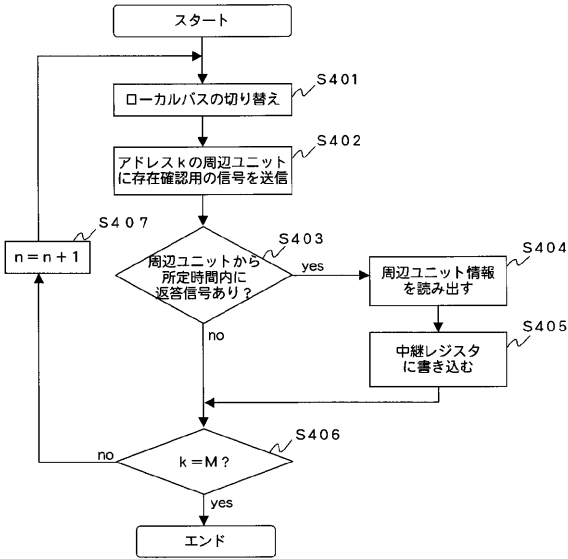 スタート
S401
ローカルバスの切り替え
S402
アドレスkの周辺ユニット
に存在確認用の信号を送信
S407
n=n+1
S403
周辺ユニットから
所定時間内に
返答信号あり?
yes
no
S404
周辺ユニット情報
を読み出す
S405
中継レジスタ
に書き込む
S406
k=M?
no
yes
エンド